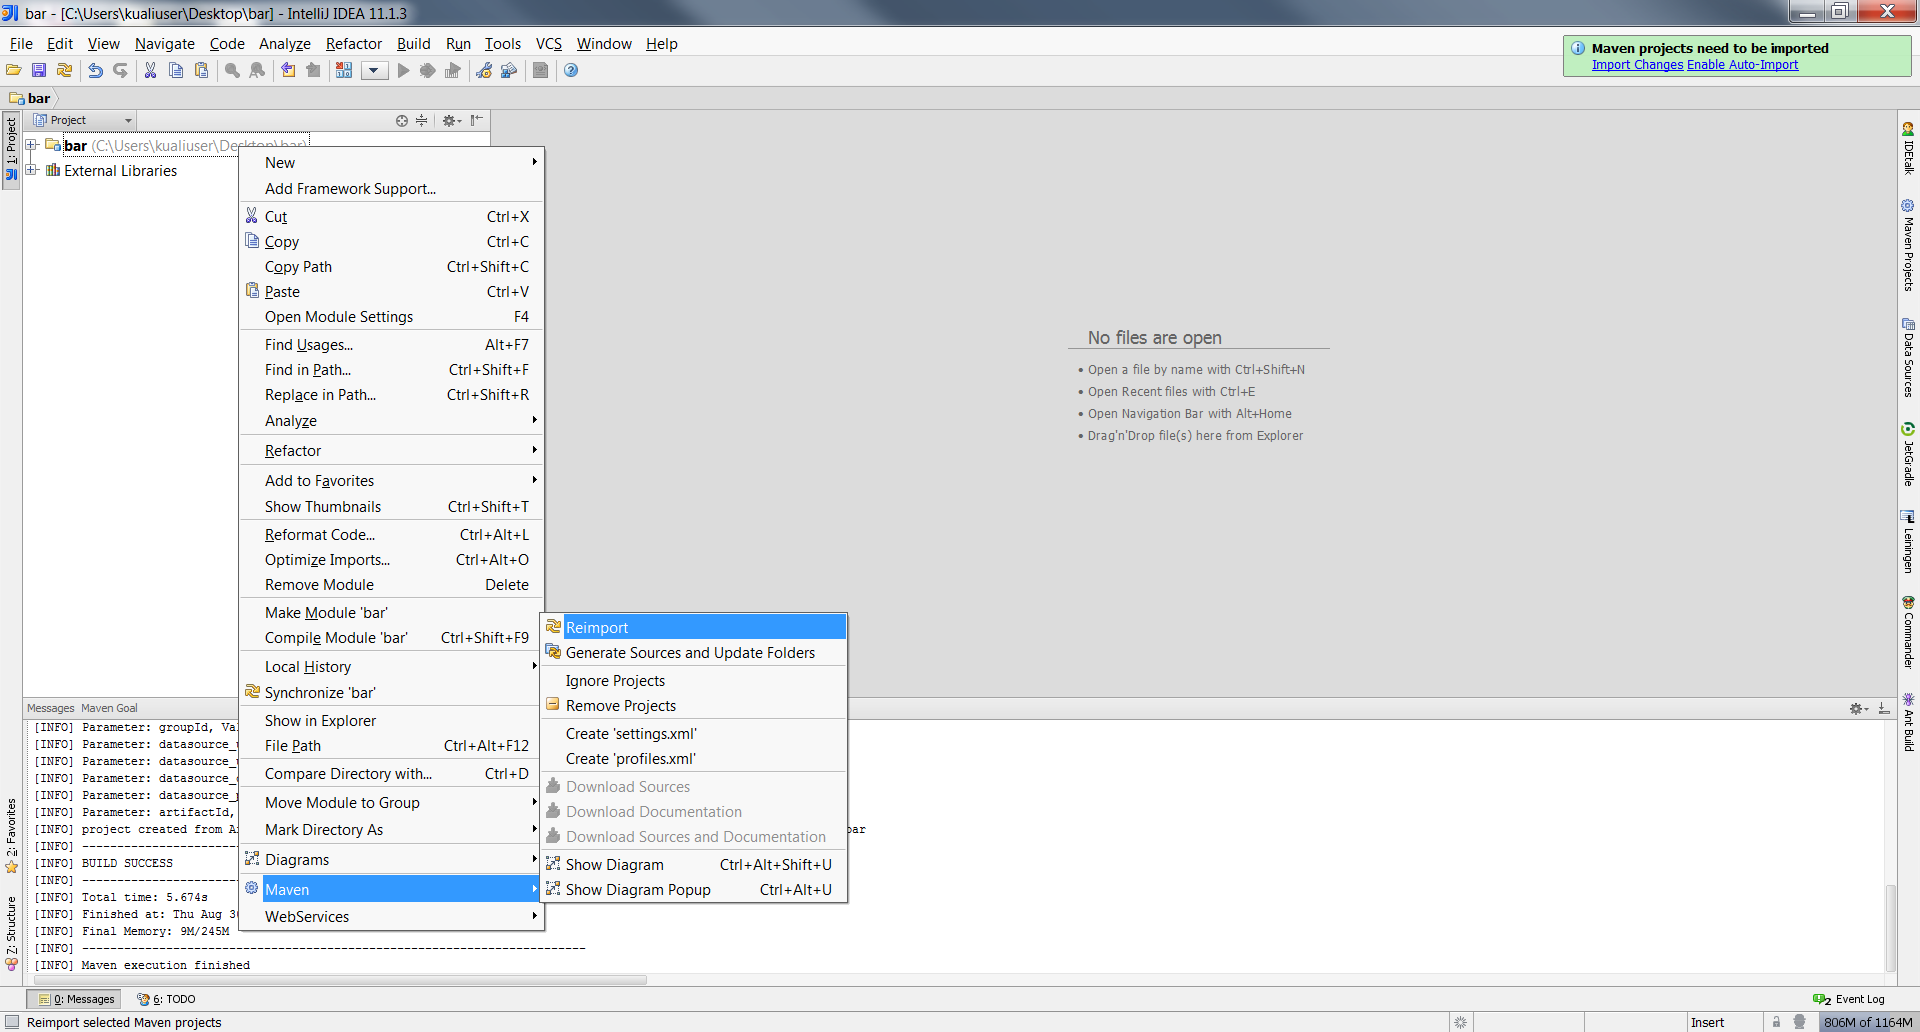 bar - [C:\Users\kualiuser\Desktop\bar] - IntelliJ IDEA 11.1.3
File Edit View Navigate Code Analyze Refactor Build Run Tools VCS Window Help
Maven projects need to be imported
Import Changes Enable Auto-Import
bar
Project
1: Project
bar (C:\Users\kualiuser\Desktop\bar)
External Libraries
New
Add Framework Support...
Cut Ctrl+X
Copy Ctrl+C
Copy Path Ctrl+Shift+C
Paste Ctrl+V
Open Module Settings F4
Find Usages... Alt+F7
Find in Path... Ctrl+Shift+F
Replace in Path... Ctrl+Shift+R
Analyze
Refactor
Add to Favorites
Show Thumbnails Ctrl+Shift+T
Reformat Code... Ctrl+Alt+L
Optimize Imports... Ctrl+Alt+O
Remove Module Delete
Make Module 'bar'
Compile Module 'bar' Ctrl+Shift+F9
Local History
Synchronize 'bar'
Show in Explorer
File Path Ctrl+Alt+F12
Compare Directory with... Ctrl+D
Move Module to Group
Mark Directory As
Diagrams
Maven
WebServices
Reimport
Generate Sources and Update Folders
Ignore Projects
Remove Projects
Create 'settings.xml'
Create 'profiles.xml'
Download Sources
Download Documentation
Download Sources and Documentation
Show Diagram Ctrl+Alt+Shift+U
Show Diagram Popup Ctrl+Alt+U
No files are open
• Open a file by name with Ctrl+Shift+N
• Open Recent files with Ctrl+E
• Open Navigation Bar with Alt+Home
• Drag'n'Drop file(s) here from Explorer
IDEtalk
Maven Projects
Data Sources
JetGradle
Leiningen
Commander
Ant Build
2: Favorites
Z: Structure
Messages Maven Goal
[INFO] Parameter: groupId, Val
[INFO] Parameter: datasource_
[INFO] Parameter: datasource_
[INFO] Parameter: datasource_
[INFO] Parameter: datasource_
[INFO] Parameter: artifactId,
[INFO] project created from A bar
[INFO] ------------------------
[INFO] BUILD SUCCESS
[INFO] ------------------------
[INFO] Total time: 5.674s
[INFO] Finished at: Thu Aug 30
[INFO] Final Memory: 9M/245M
[INFO] ------------------------------------------------------------------------
[INFO] Maven execution finished
0: Messages 6: TODO
2 Event Log
Reimport selected Maven projects Insert 806M of 1164M